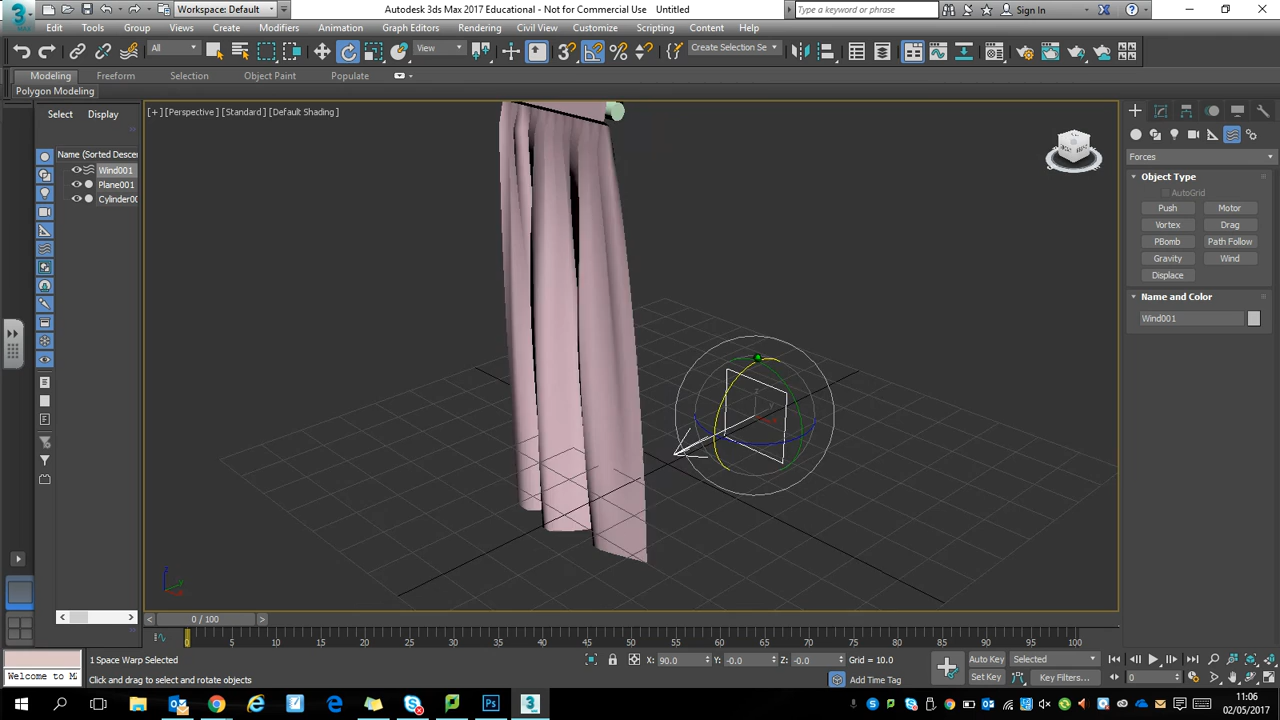 Workspace: Default
Autodesk 3ds Max 2017 Educational - Not for Commercial Use    Untitled
Type a keyword or phrase
Sign In
MAX
Edit Tools Group Views Create Modifiers Animation Graph Editors Rendering Civil View Customize Scripting Content Help
All
View
Create Selection Se
Modeling Freeform Selection Object Paint Populate
Polygon Modeling
Select Display
[+] [Perspective] [Standard] [Default Shading]
Name (Sorted Descer
Wind001
Plane001
Cylinder00
Forces
Object Type
AutoGrid
Push Motor
Vortex Drag
PBomb Path Follow
Gravity Wind
Displace
Name and Color
Wind001
0 / 100
0 5 10 15 20 25 30 35 40 45 50 55 60 65 70 75 80 85 90 95 100
1 Space Warp Selected
X: 90.0 Y: -0.0 Z: -0.0 Grid = 10.0
Auto Key Selected
Welcome to M
Click and drag to select and rotate objects
Add Time Tag
Set Key Key Filters...
0
11:06
02/05/2017